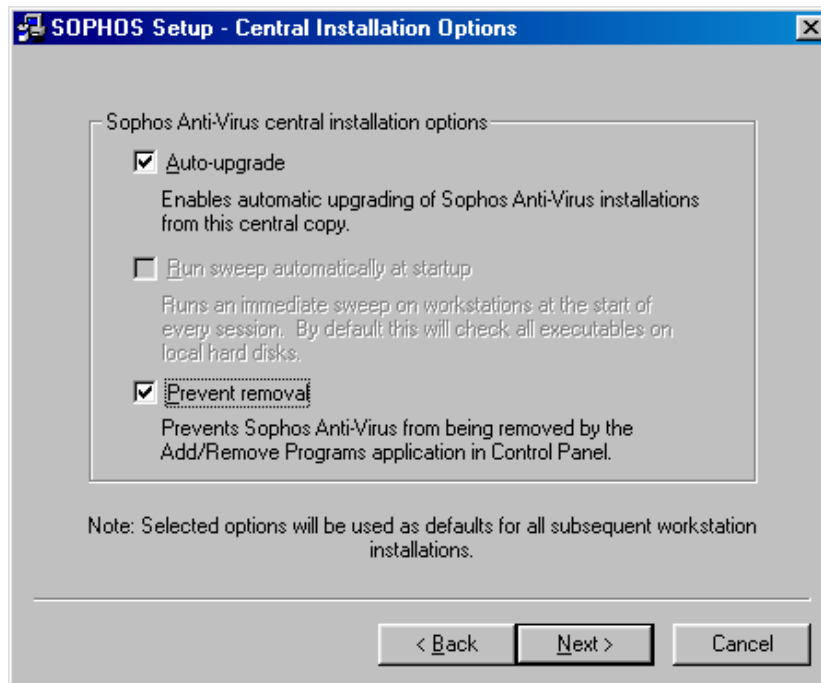 SOPHOS Setup - Central Installation Options
Sophos Anti-Virus central installation options
Auto-upgrade
Enables automatic upgrading of Sophos Anti-Virus installations
from this central copy.
Run sweep automatically at startup
Runs an immediate sweep on workstations at the start of
every session. By default this will check all executables on
local hard disks.
Prevent removal
Prevents Sophos Anti-Virus from being removed by the
Add/Remove Programs application in Control Panel.
Note: Selected options will be used as defaults for all subsequent workstation
installations.
< Back Next > Cancel